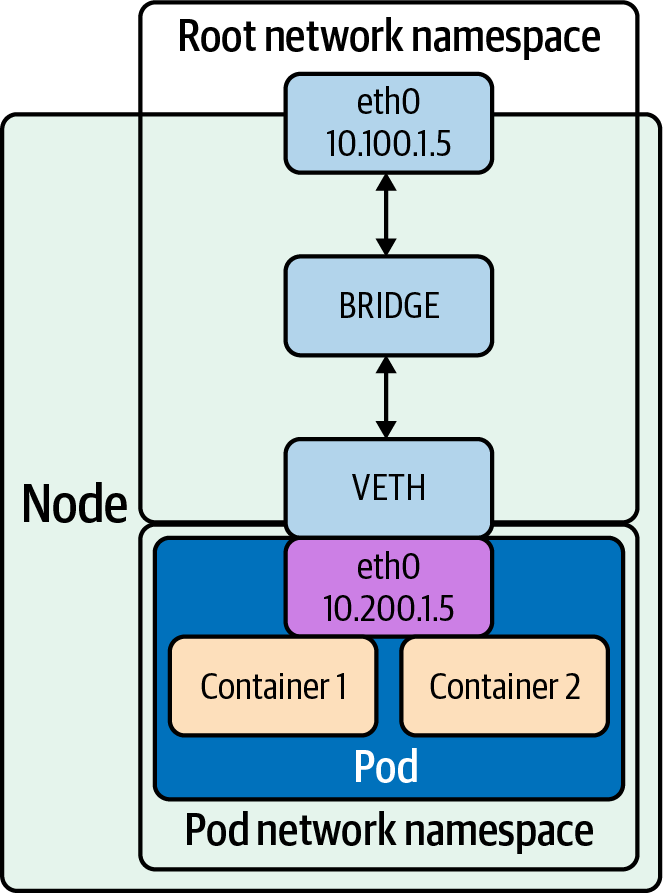 Root network namespace
eth0
10.100.1.5
BRIDGE
VETH
Node
eth0
10.200.1.5
Container 1
Container 2
Pod
Pod network namespace